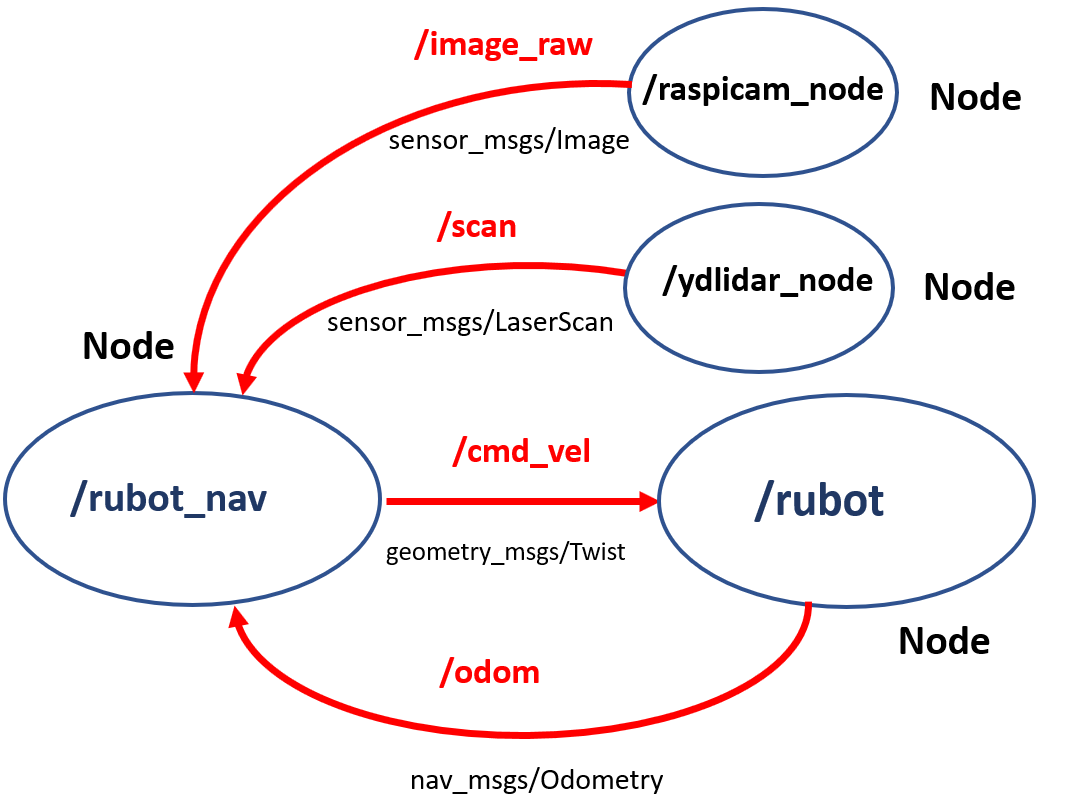 /image_raw
/raspicam_node
Node
sensor_msgs/Image
/scan
/ydlidar_node
Node
sensor_msgs/LaserScan
Node
/cmd_vel
/rubot_nav
/rubot
geometry_msgs/Twist
Node
/odom
nav_msgs/Odometry